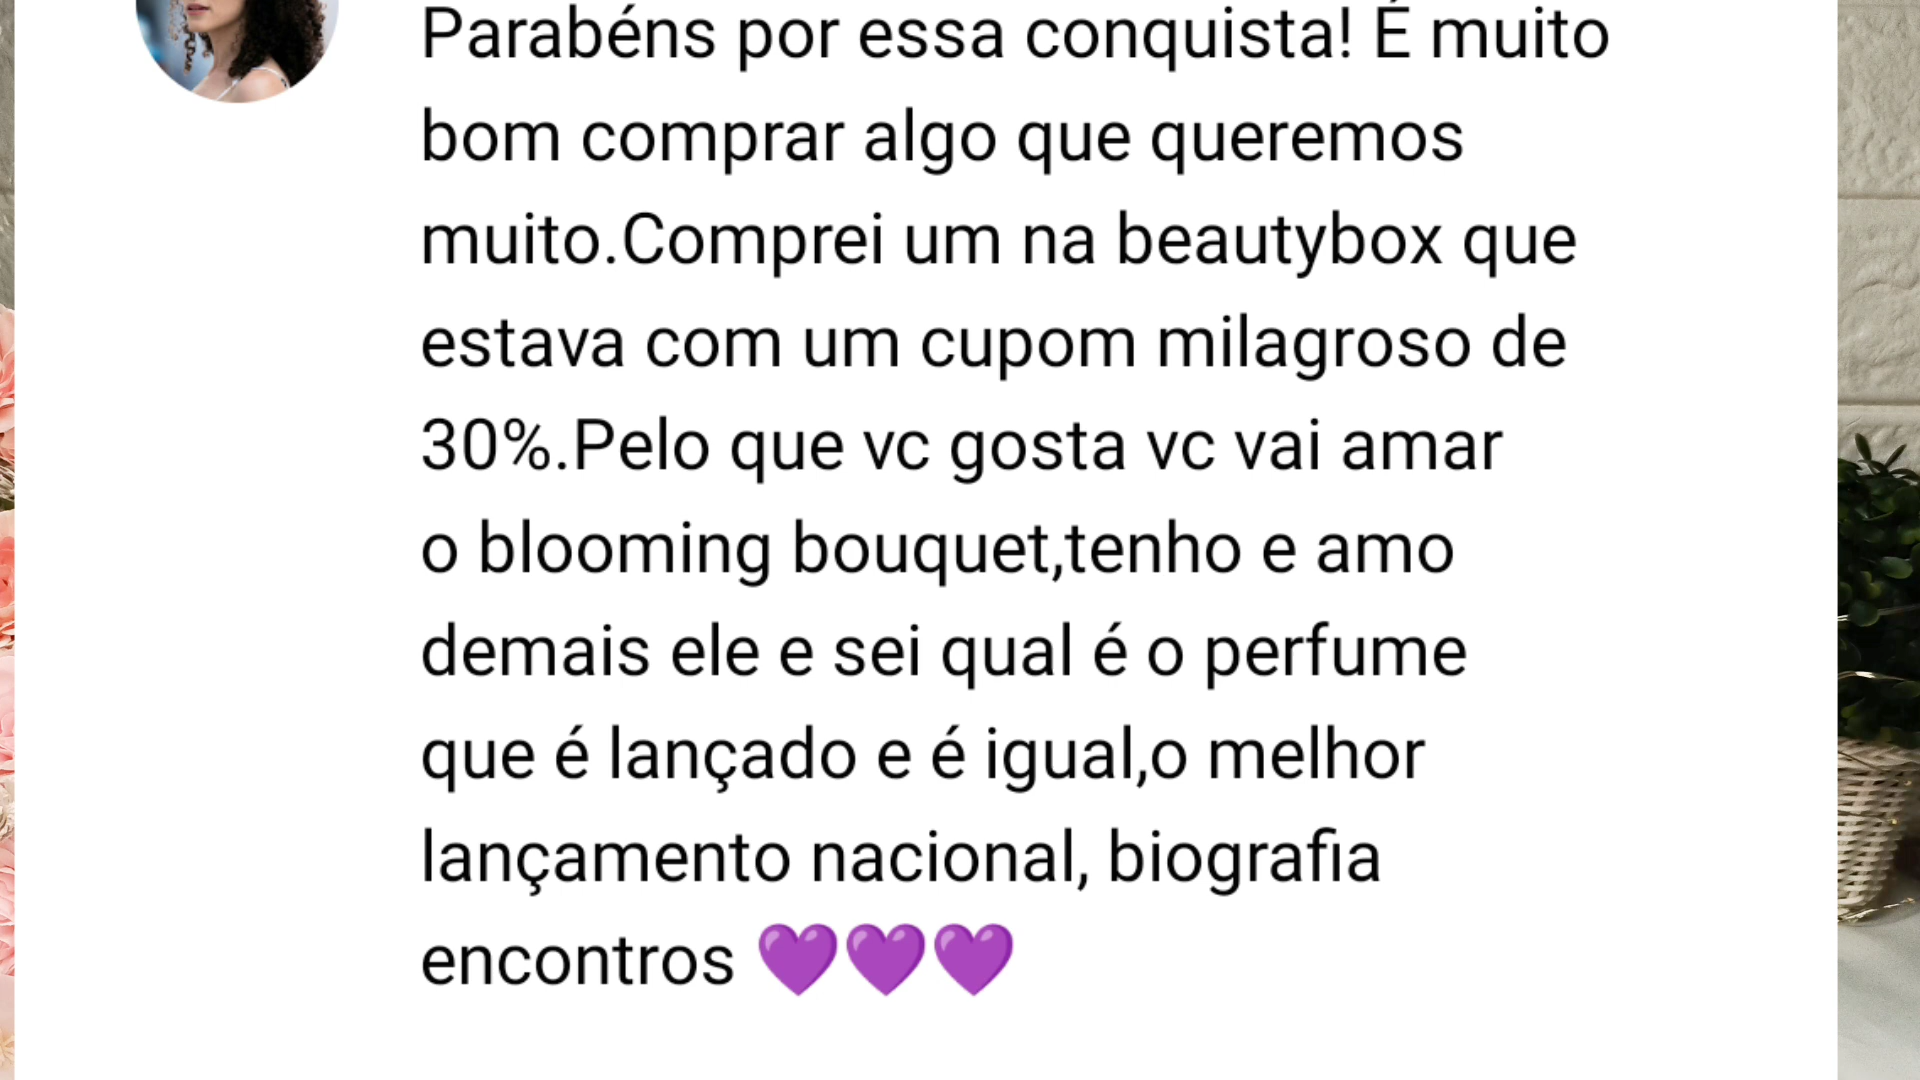 Parabéns por essa conquista! É muito
bom comprar algo que queremos
muito.Comprei um na beautybox que
estava com um cupom milagroso de
30%.Pelo que vc gosta vc vai amar
o blooming bouquet,tenho e amo
demais ele e sei qual é o perfume
que é lançado e é igual,o melhor
lançamento nacional, biografia
encontros 💜💜💜